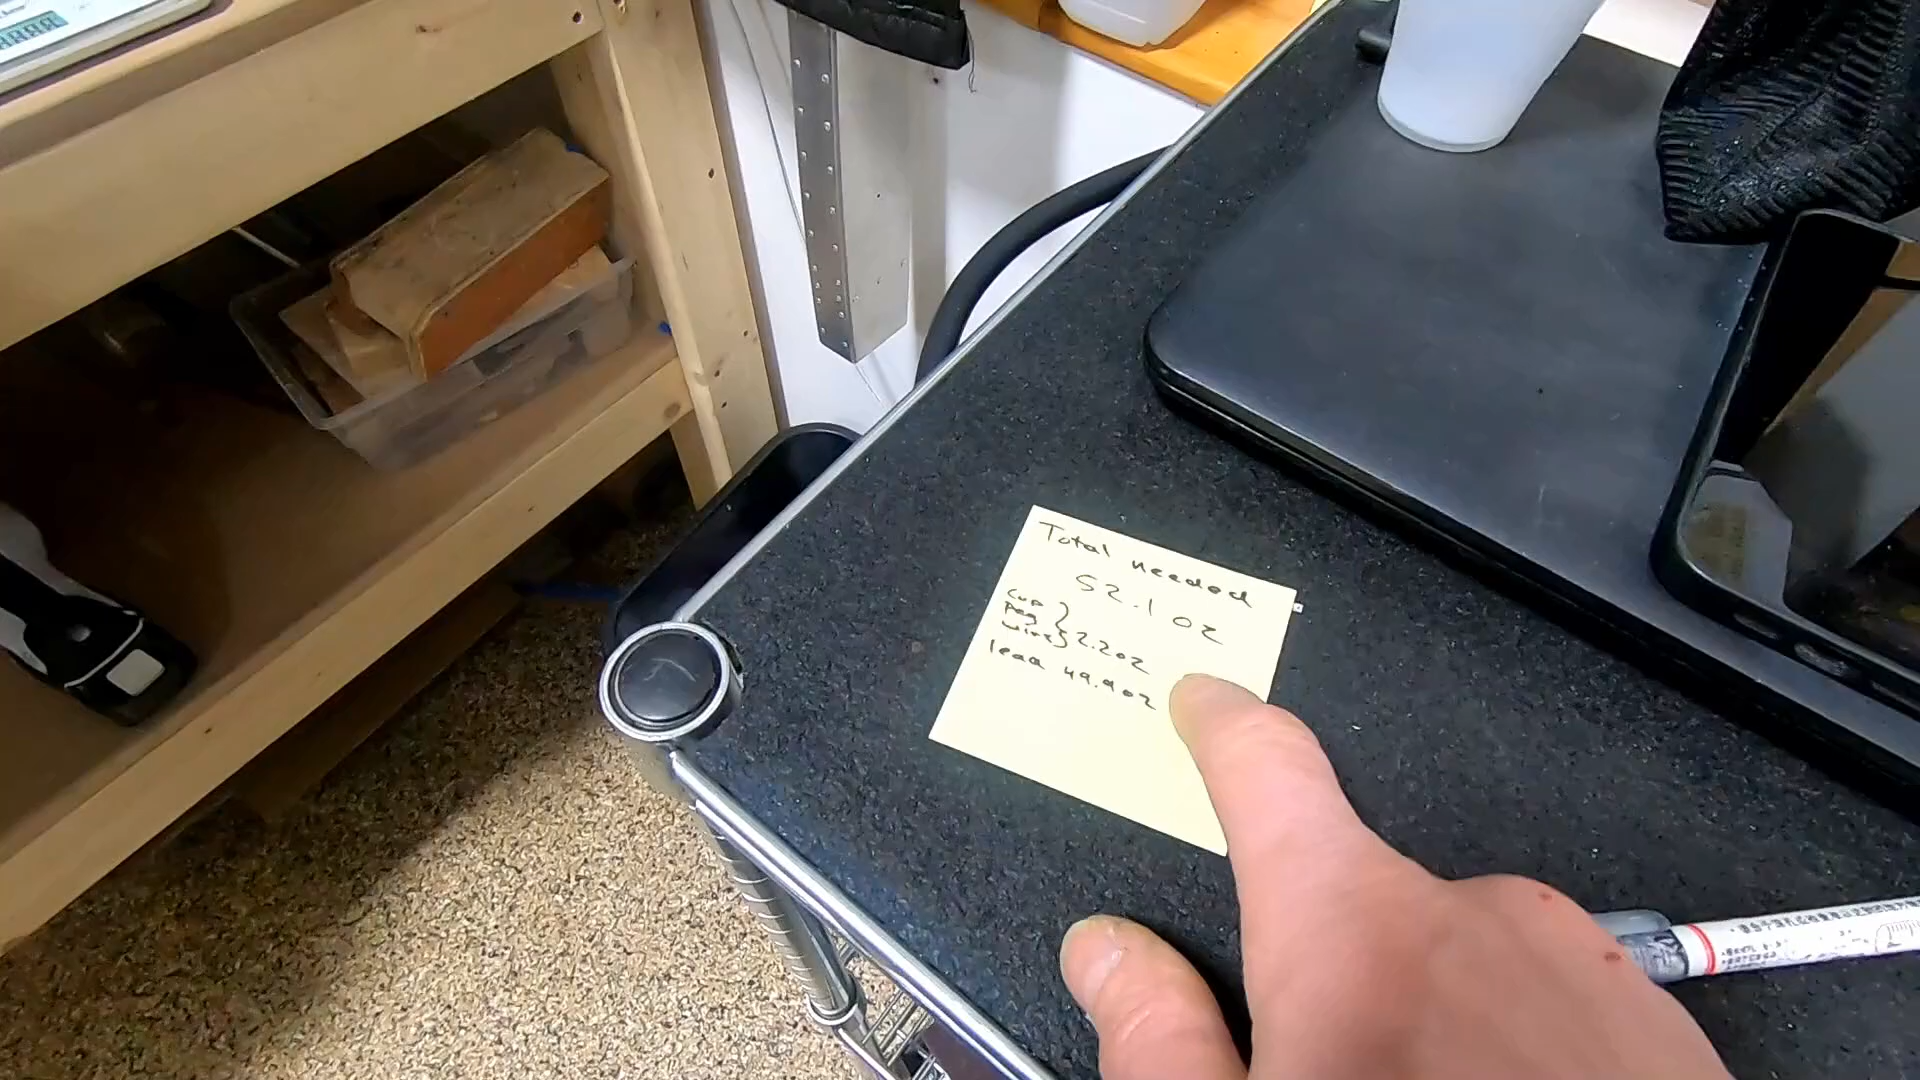 Total needed
52.1 oz
cup
peg } 2.2oz
wire
lead 49.9oz